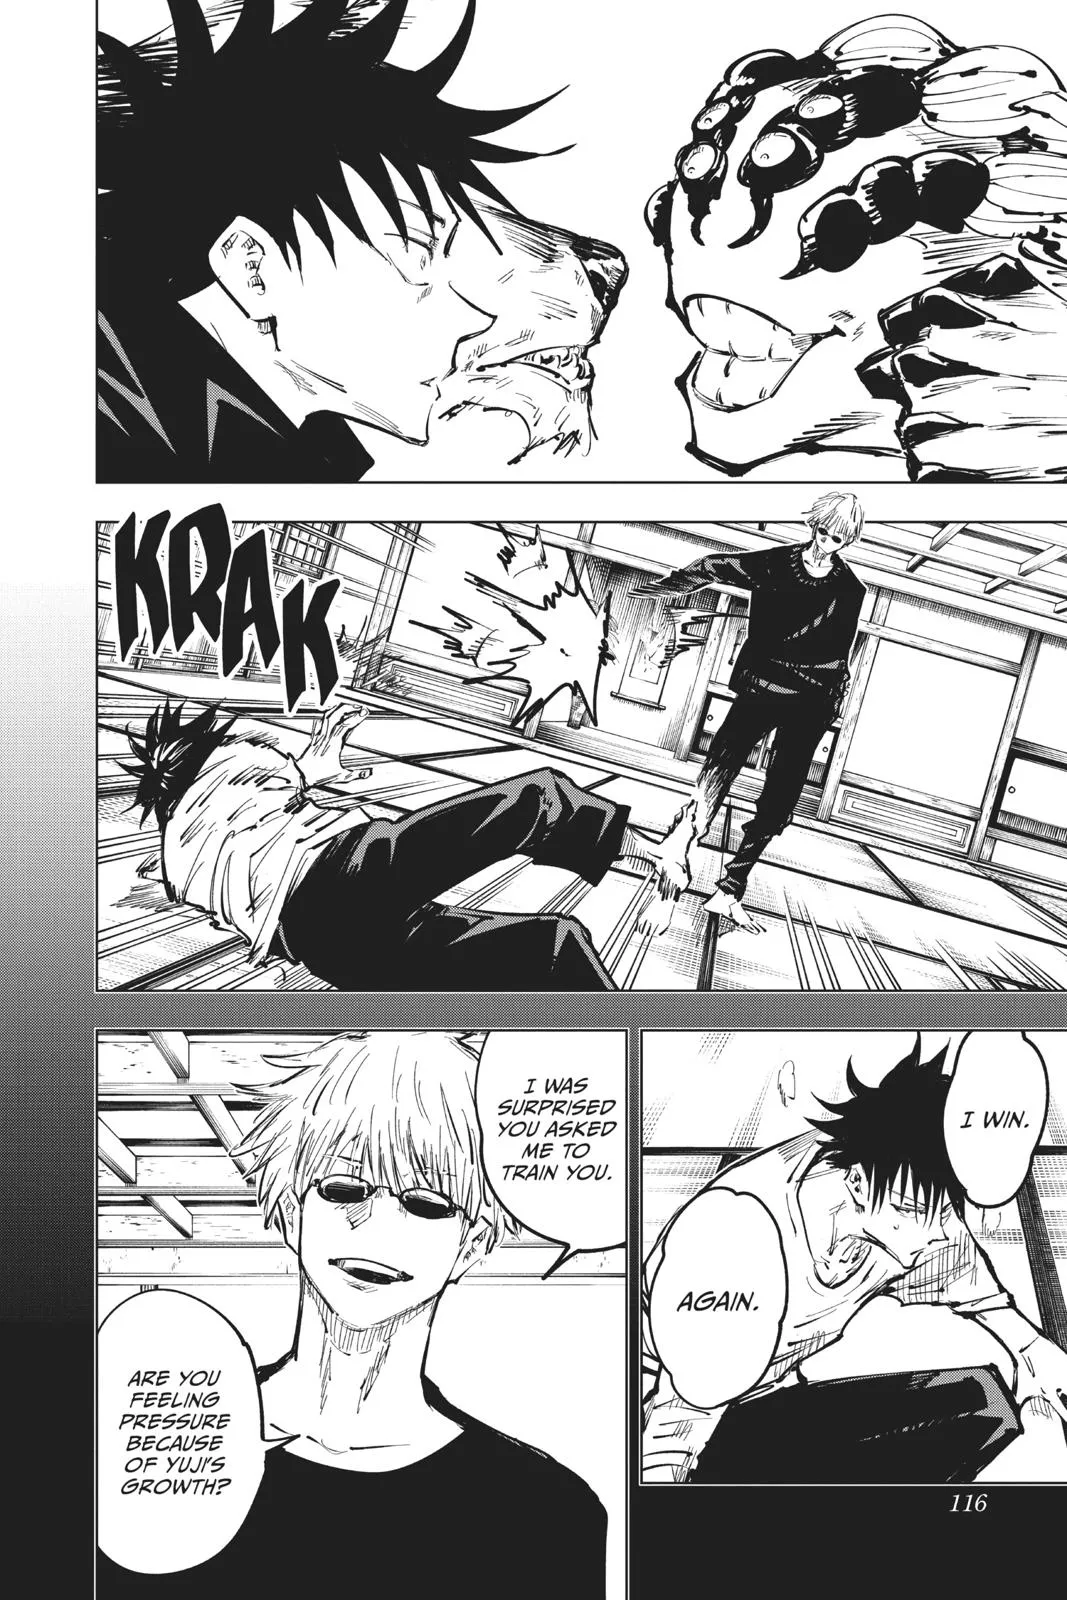 KRAK
I WIN.
AGAIN.
I WAS
SURPRISED
YOU ASKED
ME TO
TRAIN YOU.
ARE YOU
FEELING
PRESSURE
BECAUSE
OF YUJI'S
GROWTH?
116